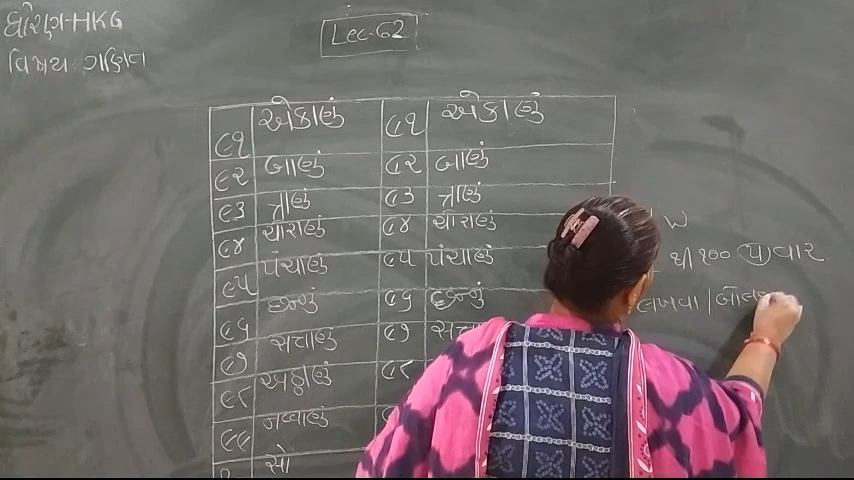 ધોરણ-HKG
Lec-62
વિષય: ગણિત
૯૧ એકાણું ૯૧ એકાણું
૯૨ બાણું ૯૨ બાણું
૯૩ ત્રાણું ૯૩ ત્રાણું
૯૪ ચોરાણું ૯૪ ચોરાણું
૯૫ પંચાણું ૯૫ પંચાણું
૯૬ છન્નું ૯૬ છન્નું
૯૭ સત્તાણું ૯૭
૯૮ અઠ્ઠાણું ૯૮
૯૯ નવ્વાણું
સો
W
થી ૧૦૦ ૫ વાર
લખવા /